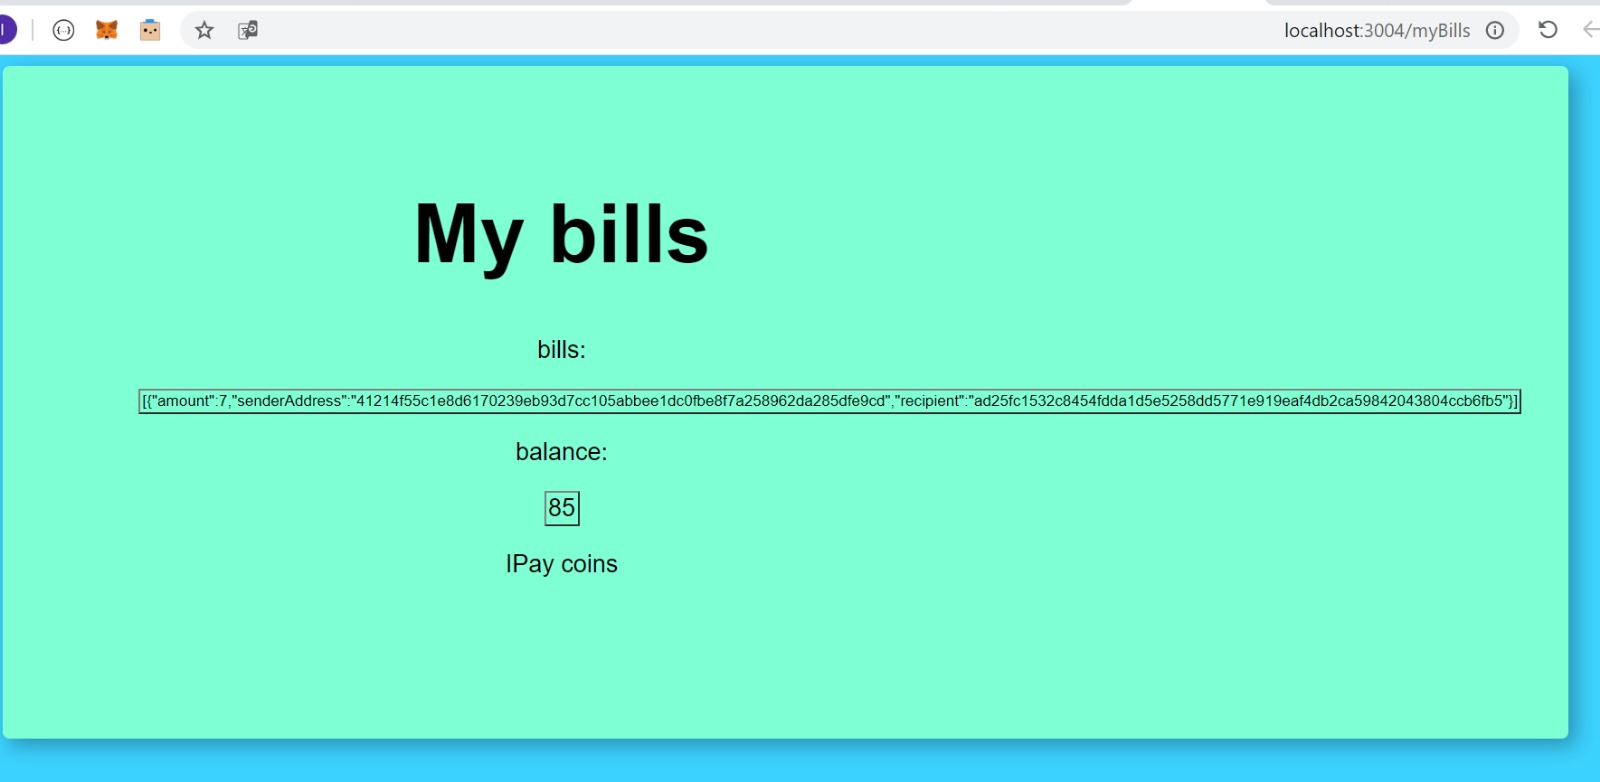 localhost:3004/myBills
My bills
bills:
[{"amount":7,"senderAddress":"41214f55c1e8d6170239eb93d7cc105abbee1dc0fbe8f7a258962da285dfe9cd","recipient":"ad25fc1532c8454fdda1d5e5258dd5771e919eaf4db2ca59842043804ccb6fb5"}]
balance:
85
IPay coins